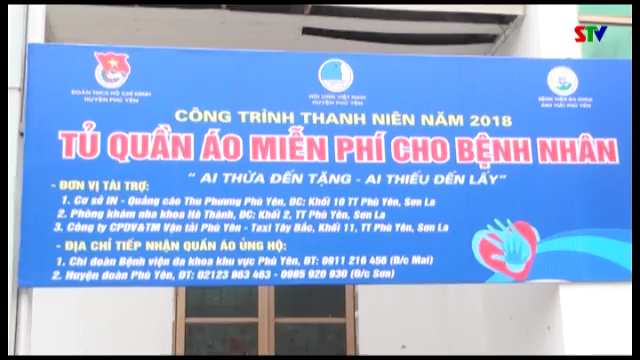 STV
ĐOÀN TNCS HỒ CHÍ MINH
HUYỆN PHÙ YÊN
HỘI LHTN VIỆT NAM
HUYỆN PHÙ YÊN
BỆNH VIỆN ĐA KHOA
KHU VỰC PHÙ YÊN
CÔNG TRÌNH THANH NIÊN NĂM 2018
TỦ QUẦN ÁO MIỄN PHÍ CHO BỆNH NHÂN
" AI THỪA ĐẾN TẶNG - AI THIẾU ĐẾN LẤY"
- ĐƠN VỊ TÀI TRỢ:
1. Cơ sở IN - Quảng cáo Thu Phương Phù Yên, ĐC: Khối 10 TT Phù Yên, Sơn La
2. Phòng khám nha khoa Hà Thành, ĐC: Khối 2, TT Phù Yên, Sơn La
3. Công ty CPDV&TM Vận tải Phù Yên - Taxi Tây Bắc, Khối 11, TT Phù Yên, Sơn La
- ĐỊA CHỈ TIẾP NHẬN QUẦN ÁO ỦNG HỘ:
1. Chi đoàn Bệnh viện đa khoa khu vực Phù Yên, ĐT: 0911 216 456 (Đ/c Mai)
2. Huyện đoàn Phù Yên, ĐT: 02123 863 463 - 0985 920 930 (Đ/c Sơn)